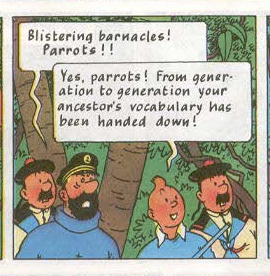 Blistering barnacles!
Parrots!!
Yes, parrots! From gener-
ation to generation your
ancestor's vocabulary has
been handed down!